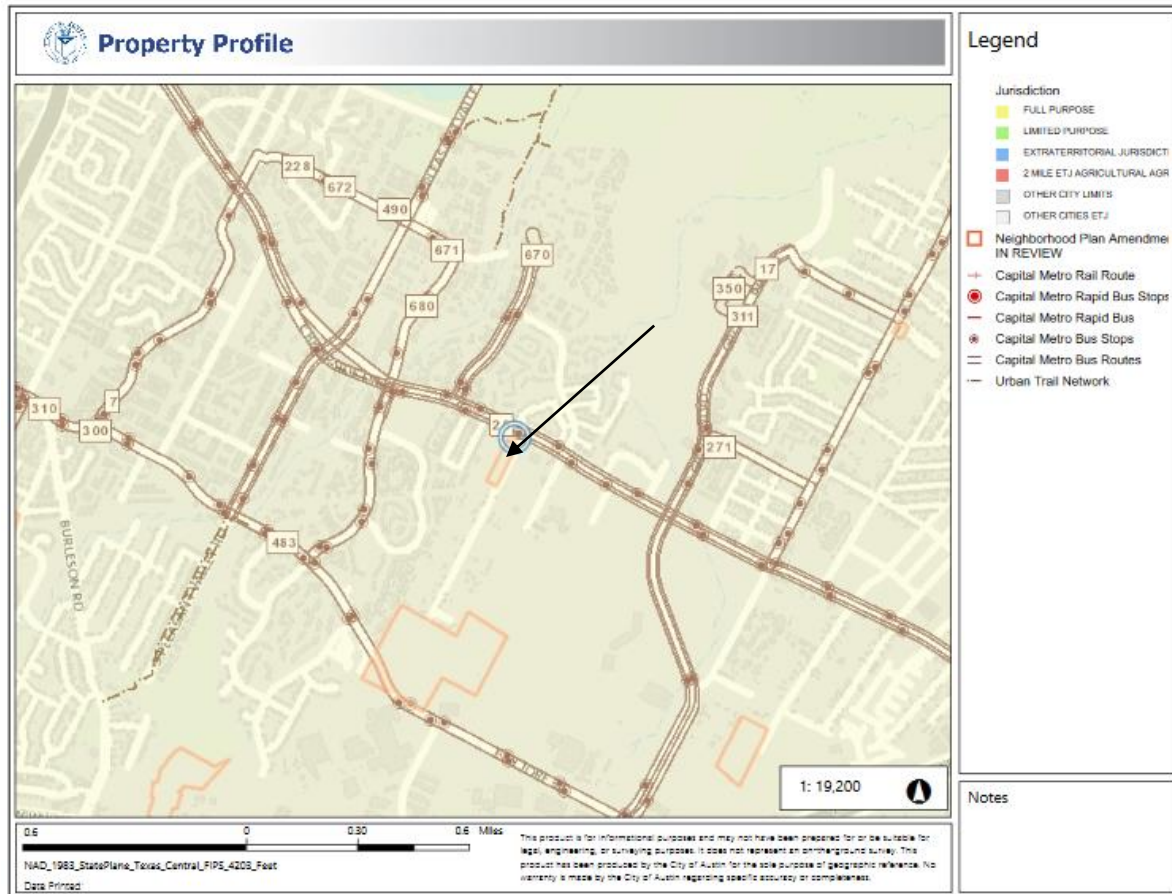 Property Profile
228
672
490
671
670
680
17
350
311
310
7
300
271
483
BURLESON RD
1: 19,200
0.6
0
0.30
0.6 Miles
NAD_1983_StatePlane_Texas_Central_FIPS_4203_Feet
Date Printed:
This product is for informational purposes and may not have been prepared for or be suitable for
legal, engineering, or surveying purposes. It does not represent an on-the-ground survey. This
product has been produced by the City of Austin for the sole purpose of geographic reference. No
warranty is made by the City of Austin regarding specific accuracy or completeness.
Legend
Jurisdiction
FULL PURPOSE
LIMITED PURPOSE
EXTRATERRITORIAL JURISDICTI
2 MILE ETJ AGRICULTURAL AGR
OTHER CITY LIMITS
OTHER CITIES ETJ
Neighborhood Plan Amendme
IN REVIEW
Capital Metro Rail Route
Capital Metro Rapid Bus Stops
Capital Metro Rapid Bus
Capital Metro Bus Stops
Capital Metro Bus Routes
Urban Trail Network
Notes